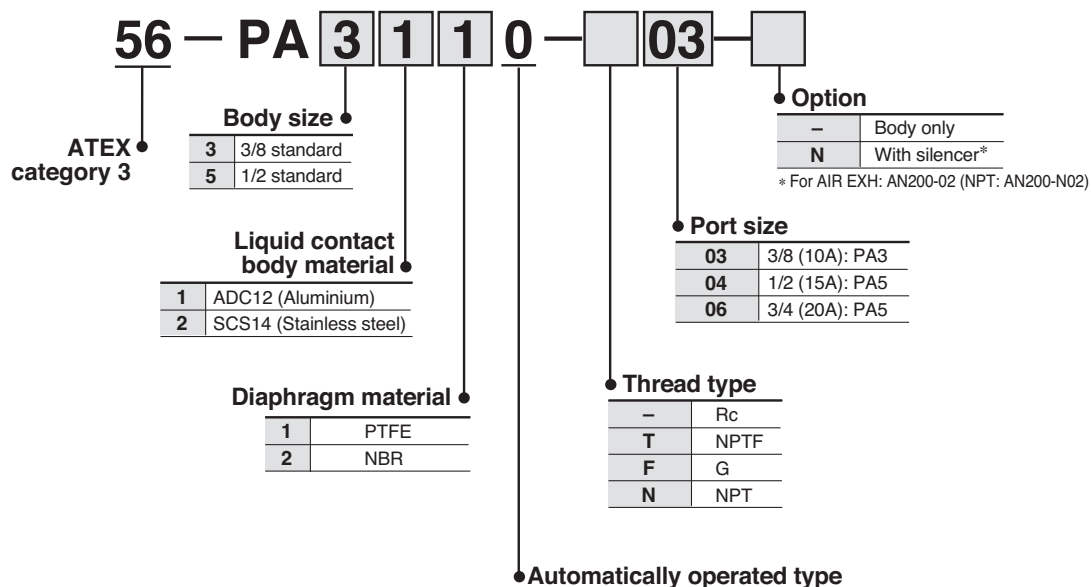 56 — PA 3 1 1 0 — 03 —
ATEX
category 3
Body size
3 3/8 standard
5 1/2 standard
Liquid contact
body material
1 ADC12 (Aluminium)
2 SCS14 (Stainless steel)
Diaphragm material
1 PTFE
2 NBR
Automatically operated type
Thread type
– Rc
T NPTF
F G
N NPT
Port size
03 3/8 (10A): PA3
04 1/2 (15A): PA5
06 3/4 (20A): PA5
Option
– Body only
N With silencer*
* For AIR EXH: AN200-02 (NPT: AN200-N02)